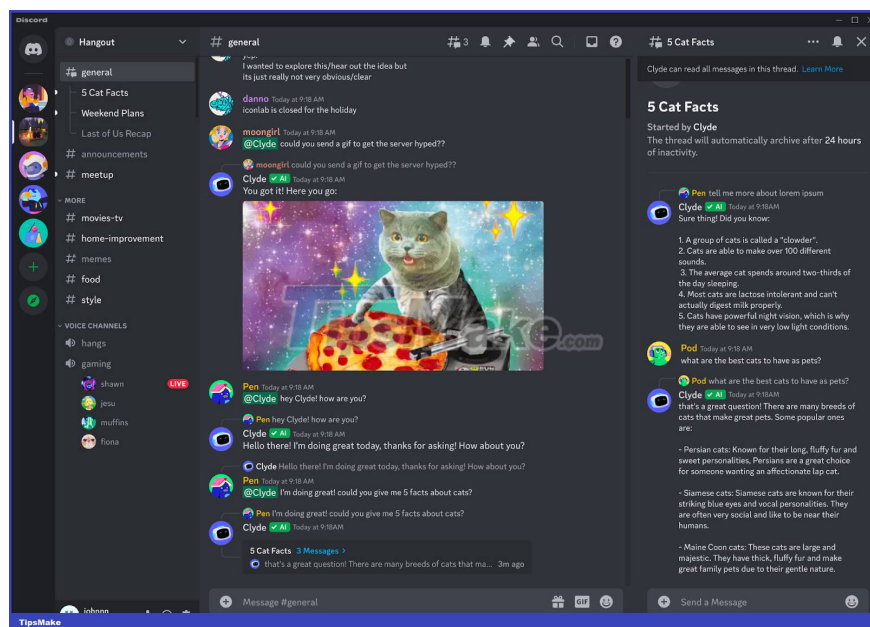 Discord
Hangout
general
5 Cat Facts
Weekend Plans
Last of Us Recap
announcements
meetup
MORE
movies-tv
home-improvement
memes
food
style
VOICE CHANNELS
hangs
gaming
shawn
LIVE
jesu
muffins
fiona
general
3
I wanted to explore this/hear out the idea but
its just really not very obvious/clear
danno Today at 9:18 AM
iconlab is closed for the holiday
moongirl Today at 9:18 AM
@Clyde could you send a gif to get the server hyped??
moongirl could you send a gif to get the server hyped??
Clyde ✔ AI Today at 9:18AM
You got it! Here you go:
TipsMake.com
Pen Today at 9:18 AM
@Clyde hey Clyde! how are you?
Pen hey Clyde! how are you?
Clyde ✔ AI Today at 9:18AM
Hello there! I'm doing great today, thanks for asking! How about you?
Clyde Hello there! I'm doing great today, thanks for asking! How about you?
Pen Today at 9:18 AM
@Clyde I'm doing great! could you give me 5 facts about cats?
Pen I'm doing great! could you give me 5 facts about cats?
Clyde ✔ AI Today at 9:18AM
5 Cat Facts 3 Messages >
that's a great question! There are many breeds of cats that ma... 3m ago
Message #general
GIF
5 Cat Facts
Clyde can read all messages in this thread. Learn More
5 Cat Facts
Started by Clyde
The thread will automatically archive after 24 hours
of inactivity.
Pen tell me more about lorem ipsum
Clyde ✔ AI Today at 9:18AM
Sure thing! Did you know:
1. A group of cats is called a "clowder".
2. Cats are able to make over 100 different
sounds.
3. The average cat spends around two-thirds of
the day sleeping.
4. Most cats are lactose intolerant and can't
actually digest milk properly.
5. Cats have powerful night vision, which is why
they are able to see in very low light conditions.
Pod Today at 9:18 AM
what are the best cats to have as pets?
Pod what are the best cats to have as pets?
Clyde ✔ AI Today at 9:18AM
that's a great question! There are many breeds of
cats that make great pets. Some popular ones
are:
- Persian cats: Known for their long, fluffy fur and
sweet personalities, Persians are a great choice
for someone wanting an affectionate lap cat.
- Siamese cats: Siamese cats are known for their
striking blue eyes and vocal personalities. They
are often very social and like to be near their
humans.
- Maine Coon cats: These cats are large and
majestic. They have thick, fluffy fur and make
great family pets due to their gentle nature.
Send a Message
TipsMake